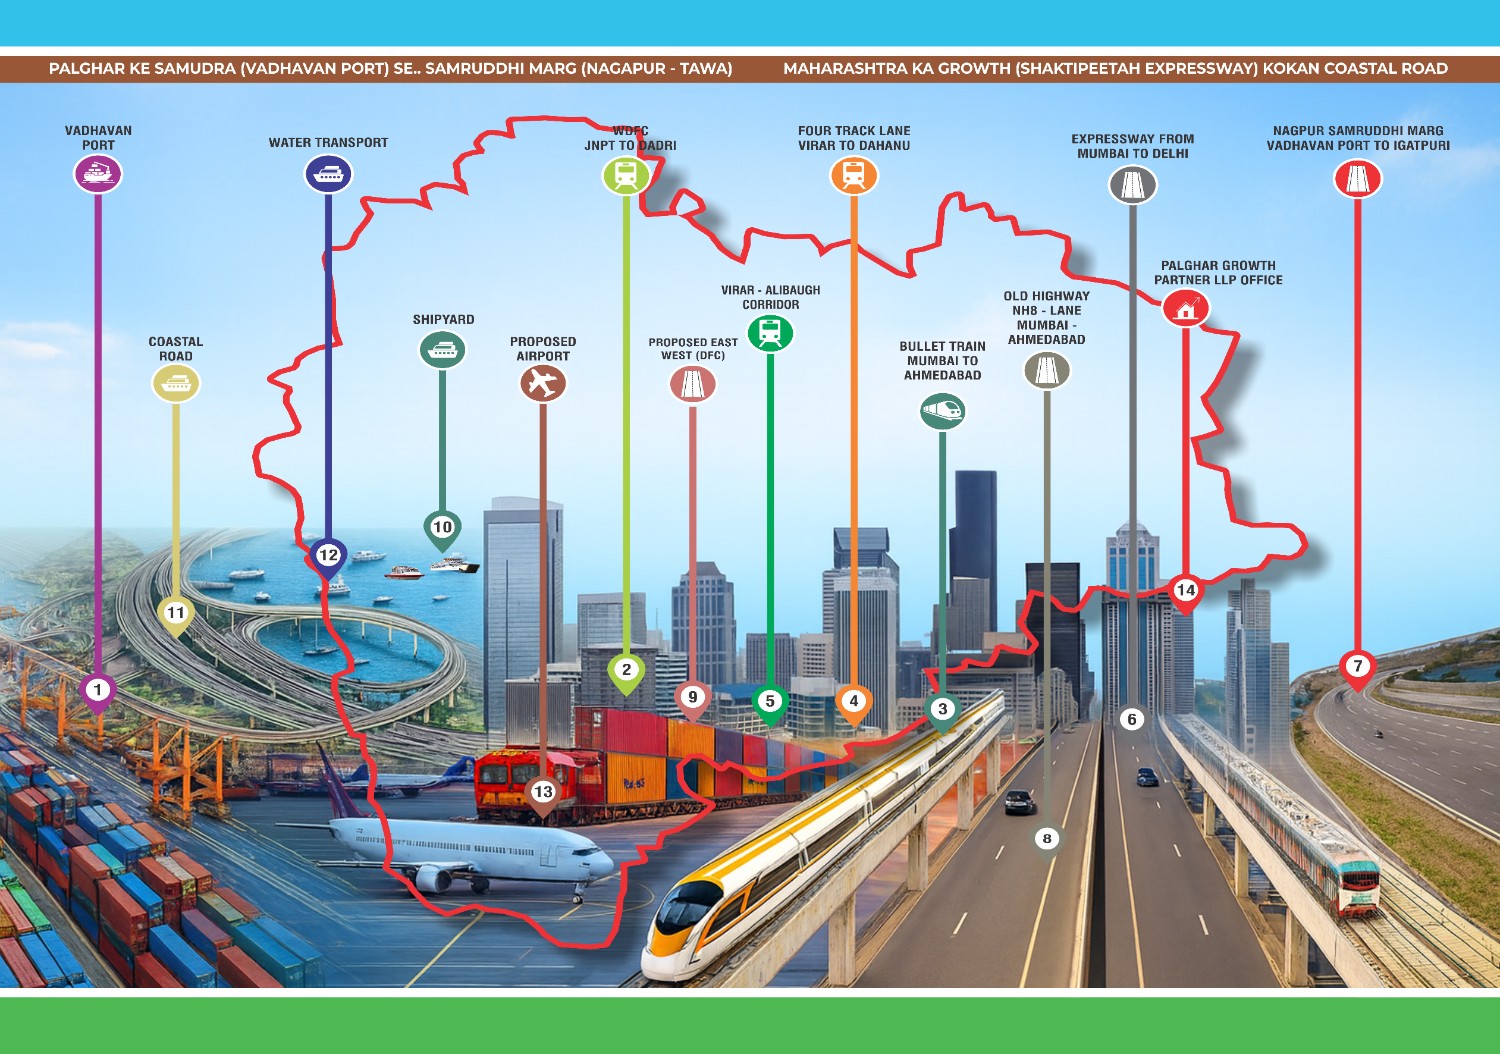 PALGHAR KE SAMUDRA (VADHAVAN PORT) SE.. SAMRUDDHI MARG (NAGAPUR - TAWA)
MAHARASHTRA KA GROWTH (SHAKTIPEETAH EXPRESSWAY) KOKAN COASTAL ROAD
VADHAVAN
PORT
WATER TRANSPORT
WDFC
JNPT TO DADRI
FOUR TRACK LANE
VIRAR TO DAHANU
EXPRESSWAY FROM
MUMBAI TO DELHI
NAGPUR SAMRUDDHI MARG
VADHAVAN PORT TO IGATPURI
PALGHAR GROWTH
PARTNER LLP OFFICE
COASTAL
ROAD
SHIPYARD
PROPOSED
AIRPORT
PROPOSED EAST
WEST (DFC)
VIRAR - ALIBAUGH
CORRIDOR
BULLET TRAIN
MUMBAI TO
AHMEDABAD
OLD HIGHWAY
NH8 - LANE
MUMBAI -
AHMEDABAD
10
12
14
11
1
2
9
5
4
3
6
7
13
8